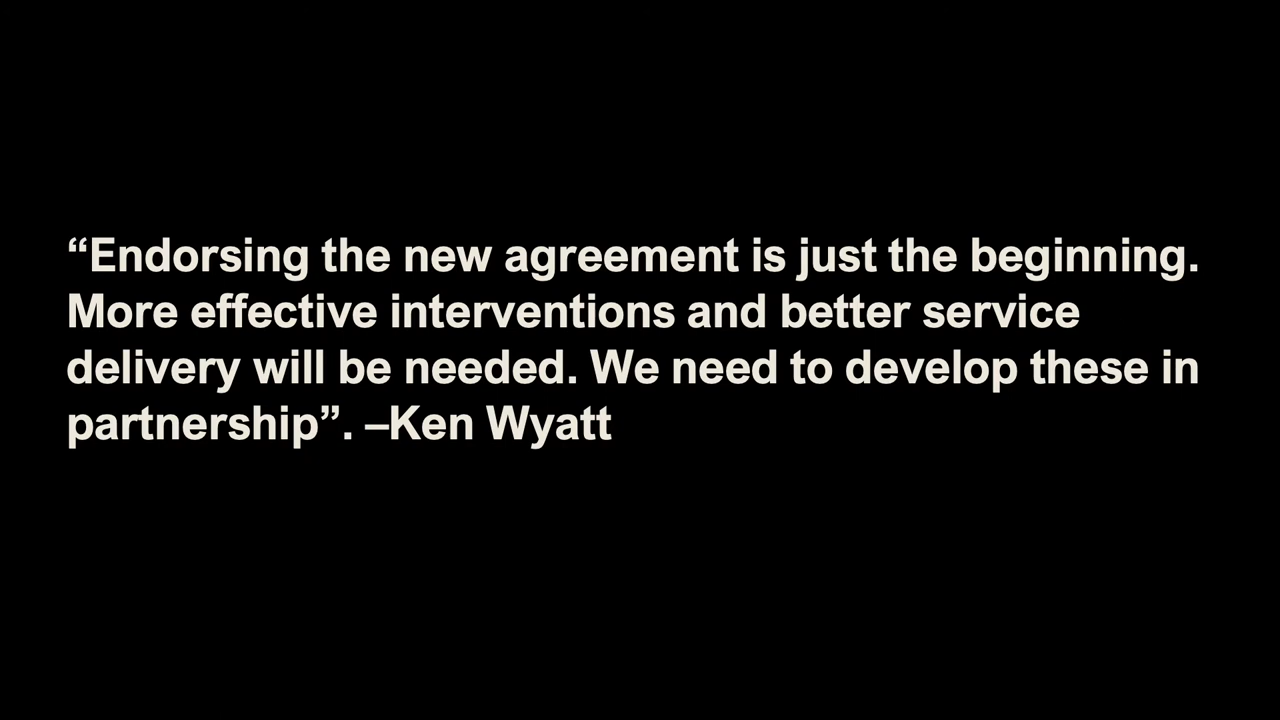 “Endorsing the new agreement is just the beginning.
More effective interventions and better service
delivery will be needed. We need to develop these in
partnership”. –Ken Wyatt